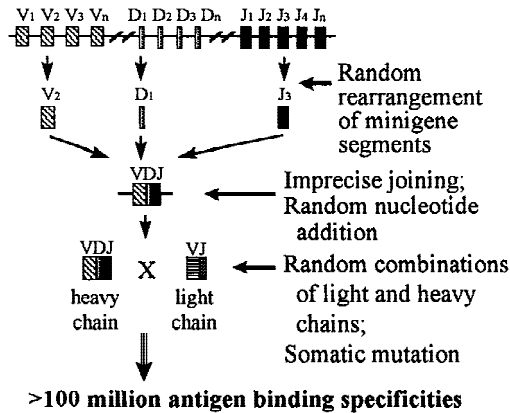 V1 V2 V3 Vn D1 D2 D3 Dn J1 J2 J3 J4 Jn
V2 D1 J3
Random
rearrangement
of minigene
segments
VDJ
Imprecise joining;
Random nucleotide
addition
VDJ X VJ
heavy
chain
light
chain
Random combinations
of light and heavy
chains;
Somatic mutation
>100 million antigen binding specificities